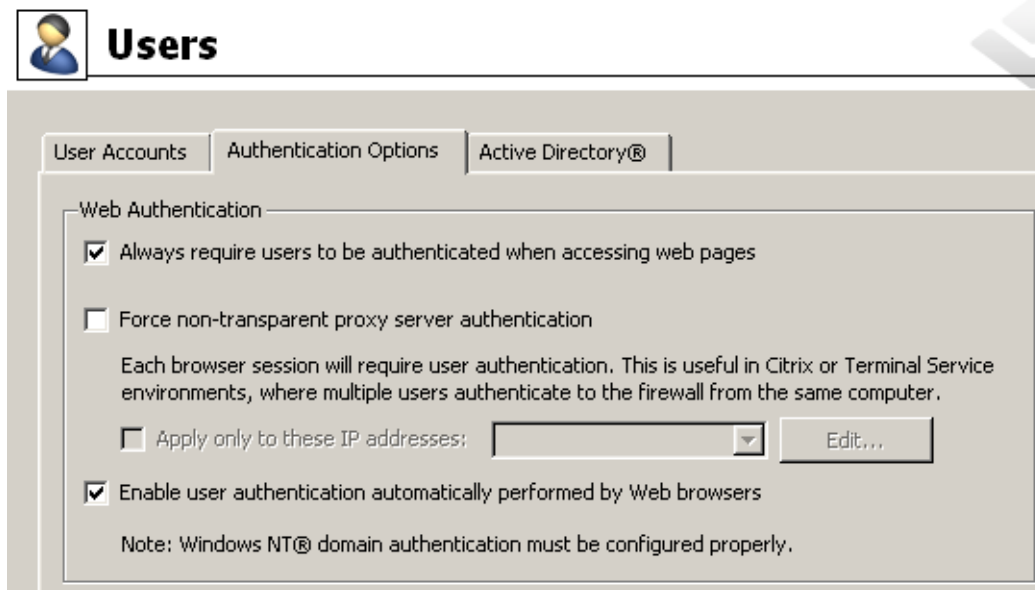 Users
User Accounts
Authentication Options
Active Directory®
Web Authentication
Always require users to be authenticated when accessing web pages
Force non-transparent proxy server authentication
Each browser session will require user authentication. This is useful in Citrix or Terminal Service
environments, where multiple users authenticate to the firewall from the same computer.
Apply only to these IP addresses:
Edit...
Enable user authentication automatically performed by Web browsers
Note: Windows NT® domain authentication must be configured properly.